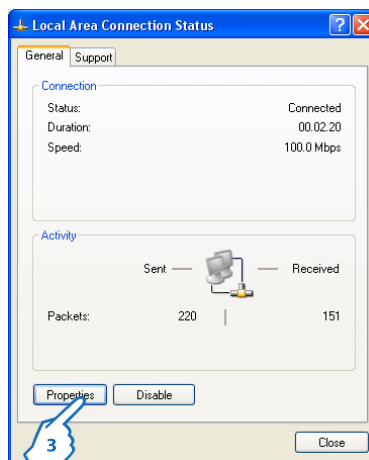 Local Area Connection Status
General Support
Connection
Status: Connected
Duration: 00.02.20
Speed: 100.0 Mbps
Activity
Sent Received
Packets: 220 151
Properties Disable
3
Close